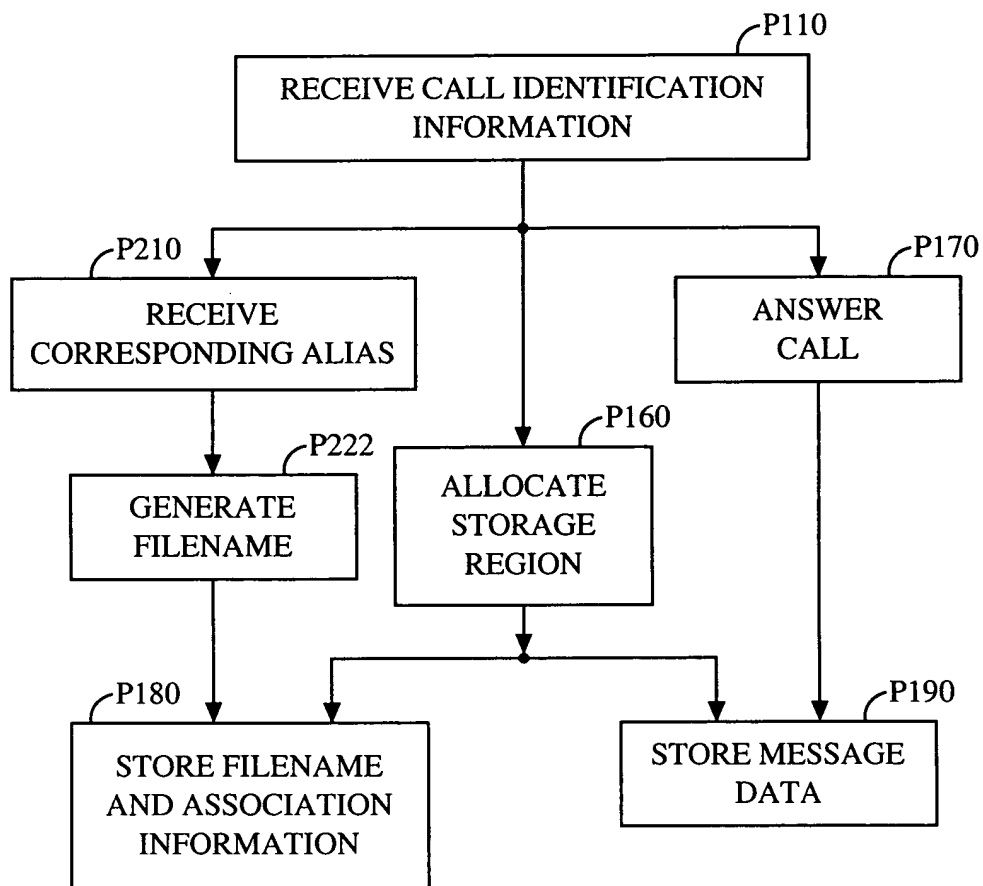 P110
RECEIVE CALL IDENTIFICATION
INFORMATION
P210
RECEIVE
CORRESPONDING ALIAS
P170
ANSWER
CALL
P222
GENERATE
FILENAME
P160
ALLOCATE
STORAGE
REGION
P180
STORE FILENAME
AND ASSOCIATION
INFORMATION
P190
STORE MESSAGE
DATA